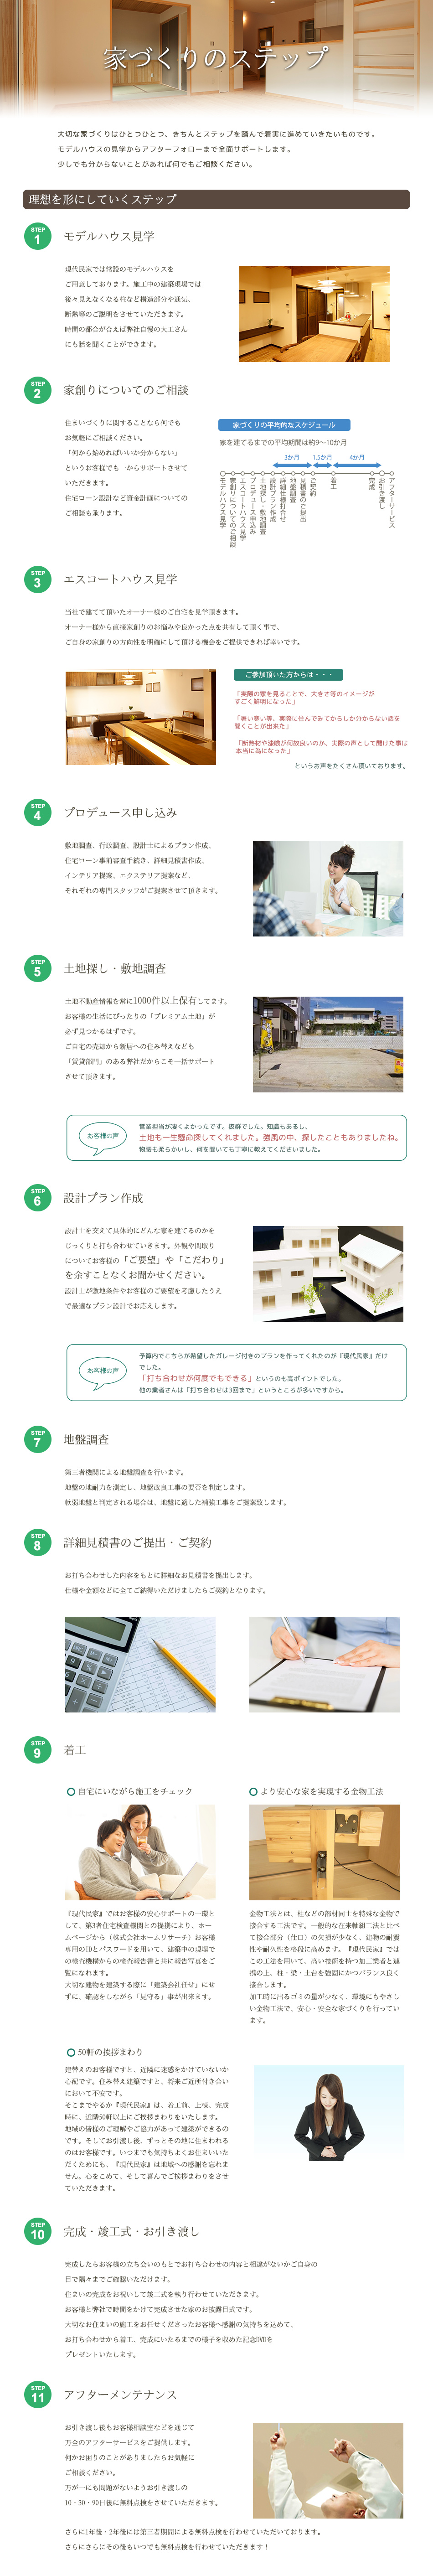 家づくりのステップ
大切な家づくりはひとつひとつ、きちんとステップを踏んで着実に進めていきたいものです。
モデルハウスの見学からアフターフォローまで全面サポートします。
少しでも分からないことがあれば何でもご相談ください。
理想を形にしていくステップ
STEP
1
モデルハウス見学
現代民家では常設のモデルハウスを
ご用意しております。施工中の建築現場では
後々見えなくなる柱など構造部分や通気、
断熱等のご説明をさせていただきます。
時間の都合が合えば弊社自慢の大工さん
にも話を聞くことができます。
STEP
2
家創りについてのご相談
住まいづくりに関することなら何でも
お気軽にご相談ください。
「何から始めればいいか分からない」
というお客様でも一からサポートさせて
いただきます。
住宅ローン設計など資金計画についての
ご相談も承ります。
家づくりの平均的なスケジュール
家を建てるまでの平均期間は約9〜10か月
3か月
1.5か月
4か月
モデルハウス見学
家創りについてのご相談
エスコートハウス見学
プロデュース申込み
土地探し・敷地調査
設計プラン作成
詳細仕様打合せ
地盤調査
見積書のご提出
ご契約
着工
完成
お引き渡し
アフターサービス
STEP
3
エスコートハウス見学
当社で建てて頂いたオーナー様のご自宅を見学頂きます。
オーナー様から直接家創りのお悩みや良かった点を共有して頂く事で、
ご自身の家創りの方向性を明確にして頂ける機会をご提供できれば幸いです。
ご参加頂いた方からは・・・
「実際の家を見ることで、大きさ等のイメージが
すごく鮮明になった」
「暑い寒い等、実際に住んでみてからしか分からない話を
聞くことが出来た」
「断熱材や漆喰が何故良いのか、実際の声として聞けた事は
本当に為になった」
というお声をたくさん頂いております。
STEP
4
プロデュース申し込み
敷地調査、行政調査、設計士によるプラン作成、
住宅ローン事前審査手続き、詳細見積書作成、
インテリア提案、エクステリア提案など、
それぞれの専門スタッフがご提案させて頂きます。
STEP
5
土地探し・敷地調査
土地不動産情報を常に1000件以上保有してます。
お客様の生活にぴったりの「プレミアム土地」が
必ず見つかるはずです。
ご自宅の売却から新居への住み替えなども
「賃貸部門」のある弊社だからこそ一括サポート
させて頂きます。
お客様の声
営業担当が凄くよかったです。抜群でした。知識もあるし、
土地も一生懸命探してくれました。強風の中、探したこともありましたね。
物腰も柔らかいし、何を聞いても丁寧に教えてくださいました。
STEP
6
設計プラン作成
設計士を交えて具体的にどんな家を建てるのかを
じっくりと打ち合わせていきます。外観や間取り
についてお客様の「ご要望」や「こだわり」
を余すことなくお聞かせください。
設計士が敷地条件やお客様のご要望を考慮したうえ
で最適なプラン設計でお応えします。
お客様の声
予算内でこちらが希望したガレージ付きのプランを作ってくれたのが『現代民家』だけ
でした。
「打ち合わせが何度でもできる」というのも高ポイントでした。
他の業者さんは「打ち合わせは3回まで」というところが多いですから。
STEP
7
地盤調査
第三者機関による地盤調査を行います。
地盤の地耐力を測定し、地盤改良工事の要否を判定します。
軟弱地盤と判定される場合は、地盤に適した補強工事をご提案致します。
STEP
8
詳細見積書のご提出・ご契約
お打ち合わせした内容をもとに詳細なお見積書を提出します。
仕様や金額などに全てご納得いただけましたらご契約となります。
STEP
9
着工
自宅にいながら施工をチェック
『現代民家』ではお客様の安心サポートの一環と
して、第3者住宅検査機関との提携により、ホー
ムページから（株式会社ホームリサーチ）お客様
専用のIDとパスワードを用いて、建築中の現場で
の検査機構からの検査報告書と共に報告写真をご
覧になれます。
大切な建物を建築する際に「建築会社任せ」にせ
ずに、確認をしながら「見守る」事が出来ます。
より安心な家を実現する金物工法
金物工法とは、柱などの部材同士を特殊な金物で
接合する工法です。一般的な在来軸組工法と比べ
て接合部分（仕口）の欠損が少なく、建物の耐震
性や耐久性を格段に高めます。『現代民家』では
この工法を用いて、高い技術を持つ加工業者と連
携の上、柱・梁・土台を強固にかつバランス良く
接合します。
加工時に出るゴミの量が少なく、環境にもやさし
い金物工法で、安心・安全な家づくりを行ってい
ます。
50軒の挨拶まわり
建替えのお客様ですと、近隣に迷惑をかけていないか
心配です。住み替え建築ですと、将来ご近所付き合い
において不安です。
そこまでやるか『現代民家』は、着工前、上棟、完成
時に、近隣50軒以上にご挨拶まわりをいたします。
地域の皆様のご理解やご協力があって建築ができるの
です。そしてお引渡し後、ずっとその地に住まわれる
のはお客様です。いつまでも気持ちよくお住まいいた
だくためにも、『現代民家』は地域への感謝を忘れま
せん。心をこめて、そして喜んでご挨拶まわりをさせ
ていただきます。
STEP
10
完成・竣工式・お引き渡し
完成したらお客様の立ち会いのもとでお打ち合わせの内容と相違がないかご自身の
目で隅々までご確認いただけます。
住まいの完成をお祝いして竣工式を執り行わせていただきます。
お客様と弊社で時間をかけて完成させた家のお披露目式です。
大切なお住まいの施工をお任せくださったお客様へ感謝の気持ちを込めて、
お打ち合わせから着工、完成にいたるまでの様子を収めた記念DVDを
プレゼントいたします。
STEP
11
アフターメンテナンス
お引き渡し後もお客様相談室などを通じて
万全のアフターサービスをご提供します。
何かお困りのことがありましたらお気軽に
ご相談ください。
万が一にも問題がないようお引き渡しの
10・30・90日後に無料点検をさせていただきます。
さらに1年後・2年後には第三者期間による無料点検を行わせていただいております。
さらにさらにその後もいつでも無料点検を行わせていただきます！